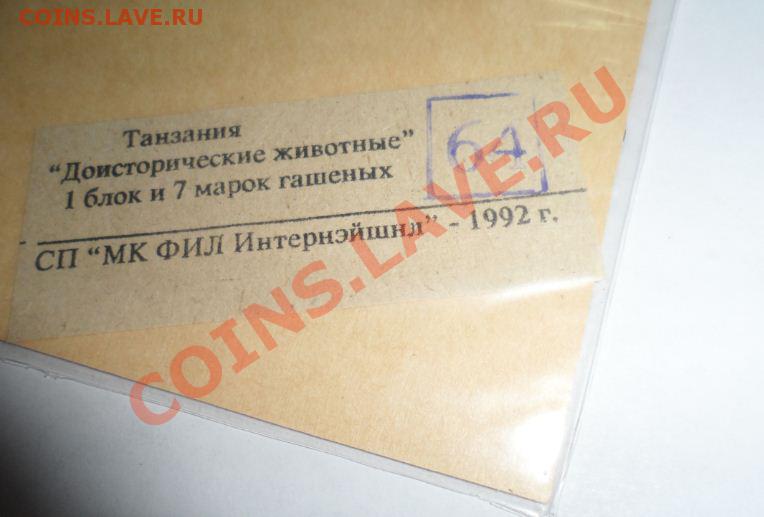 COINS.LAVE.RU
Танзания
“Доисторические животные”
1 блок и 7 марок гашеных
СП “МК ФИЛ Интернэйшнл” - 1992 г.
COINS.LAVE.RU